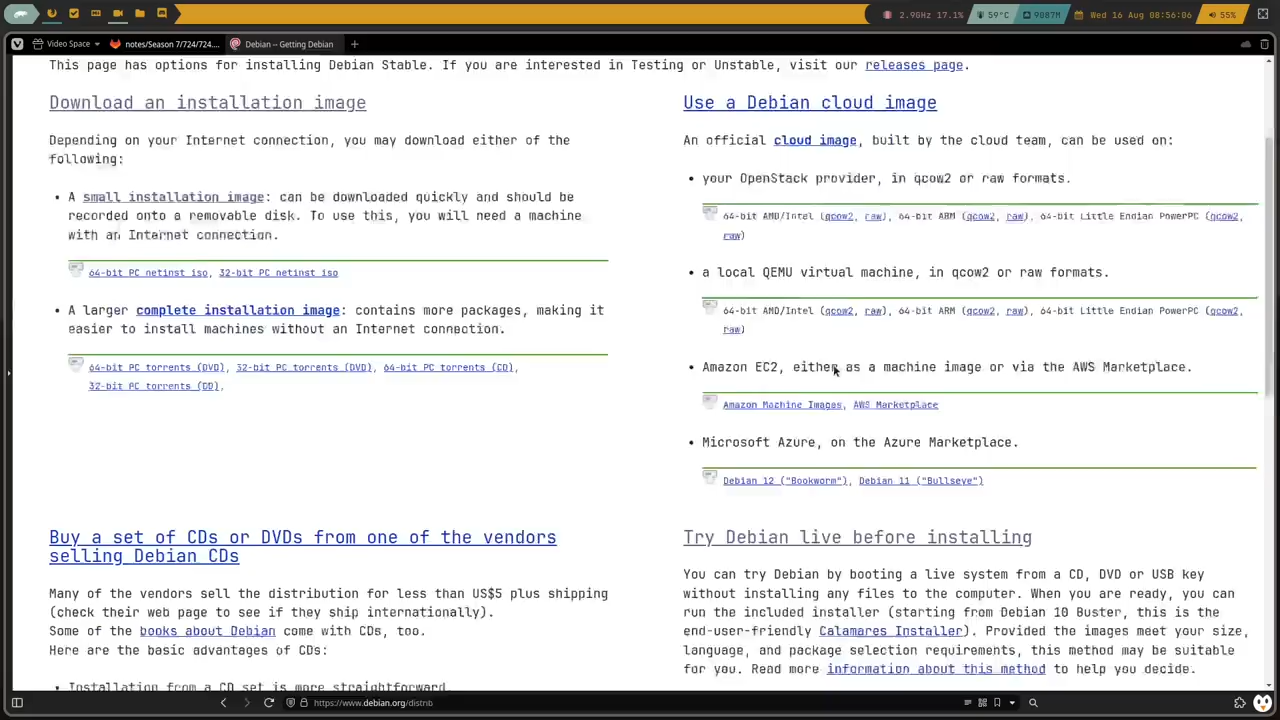 2.9GHz 17.1%
59°C
9087M
Wed 16 Aug 08:56:06
55%
Video Space
notes/Season 7/724/724....
Debian -- Getting Debian
This page has options for installing Debian Stable. If you are interested in Testing or Unstable, visit our releases page.
Download an installation image
Depending on your Internet connection, you may download either of the
following:
• A small installation image: can be downloaded quickly and should be
recorded onto a removable disk. To use this, you will need a machine
with an Internet connection.
64-bit PC netinst iso, 32-bit PC netinst iso
• A larger complete installation image: contains more packages, making it
easier to install machines without an Internet connection.
64-bit PC torrents (DVD), 32-bit PC torrents (DVD), 64-bit PC torrents (CD),
32-bit PC torrents (CD),
Use a Debian cloud image
An official cloud image, built by the cloud team, can be used on:
• your OpenStack provider, in qcow2 or raw formats.
64-bit AMD/Intel (qcow2, raw), 64-bit ARM (qcow2, raw), 64-bit Little Endian PowerPC (qcow2,
raw)
• a local QEMU virtual machine, in qcow2 or raw formats.
64-bit AMD/Intel (qcow2, raw), 64-bit ARM (qcow2, raw), 64-bit Little Endian PowerPC (qcow2,
raw)
• Amazon EC2, either as a machine image or via the AWS Marketplace.
Amazon Machine Images, AWS Marketplace
• Microsoft Azure, on the Azure Marketplace.
Debian 12 ("Bookworm"), Debian 11 ("Bullseye")
Buy a set of CDs or DVDs from one of the vendors
selling Debian CDs
Many of the vendors sell the distribution for less than US$5 plus shipping
(check their web page to see if they ship internationally).
Some of the books about Debian come with CDs, too.
Here are the basic advantages of CDs:
• Installation from a CD set is more straightforward.
Try Debian live before installing
You can try Debian by booting a live system from a CD, DVD or USB key
without installing any files to the computer. When you are ready, you can
run the included installer (starting from Debian 10 Buster, this is the
end-user-friendly Calamares Installer). Provided the images meet your size,
language, and package selection requirements, this method may be suitable
for you. Read more information about this method to help you decide.
https://www.debian.org/distrib